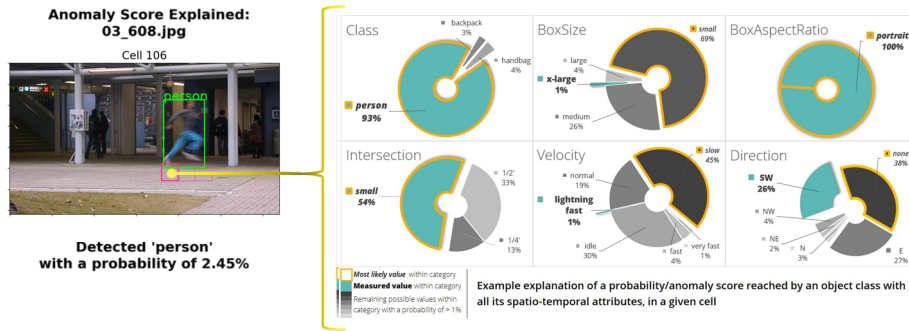 Anomaly Score Explained:
03_608.jpg
Cell 106
person
Detected 'person'
with a probability of 2.45%
Class
backpack
3%
handbag
4%
person
93%
BoxSize
small
69%
large
4%
x-large
1%
medium
26%
BoxAspectRatio
portrait
100%
Intersection
small
54%
1/2'
33%
1/4'
13%
Velocity
slow
45%
normal
19%
lightning
fast
1%
idle
30%
fast
4%
very fast
1%
Direction
none
38%
SW
26%
NW
4%
NE
2%
N
3%
E
27%
Most likely value within category
Measured value within category
Remaining possible values within
category with a probability of > 1%
Example explanation of a probability/anomaly score reached by an object class with
all its spatio-temporal attributes, in a given cell